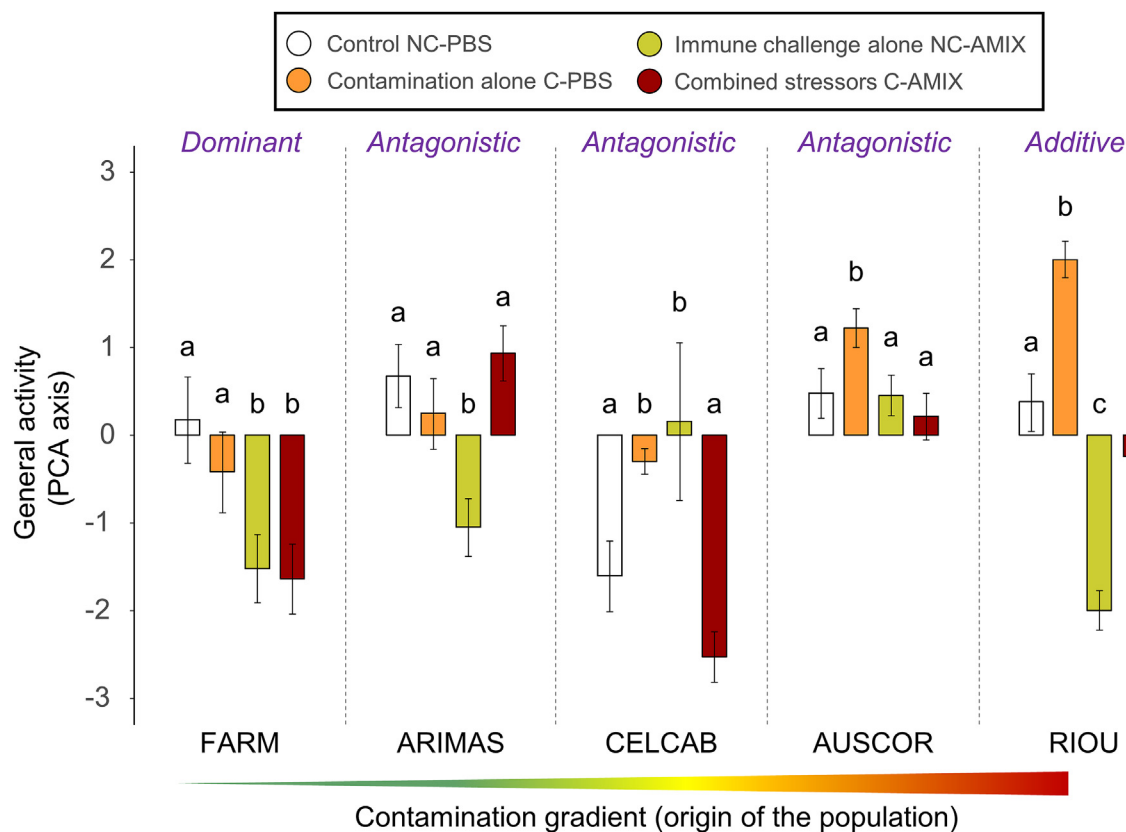 Control NC-PBS
Immune challenge alone NC-AMIX
Contamination alone C-PBS
Combined stressors C-AMIX
Dominant Antagonistic Antagonistic Antagonistic Additive
General activity
(PCA axis)
3
2
1
0
-1
-2
-3
a a b b
a a b a
a b b a
a b a a
a b c
FARM ARIMAS CELCAB AUSCOR RIOU
Contamination gradient (origin of the population)